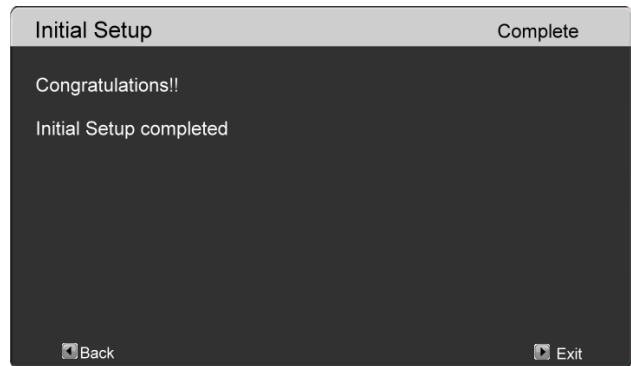 Initial Setup Complete
Congratulations!!
Initial Setup completed
Back Exit